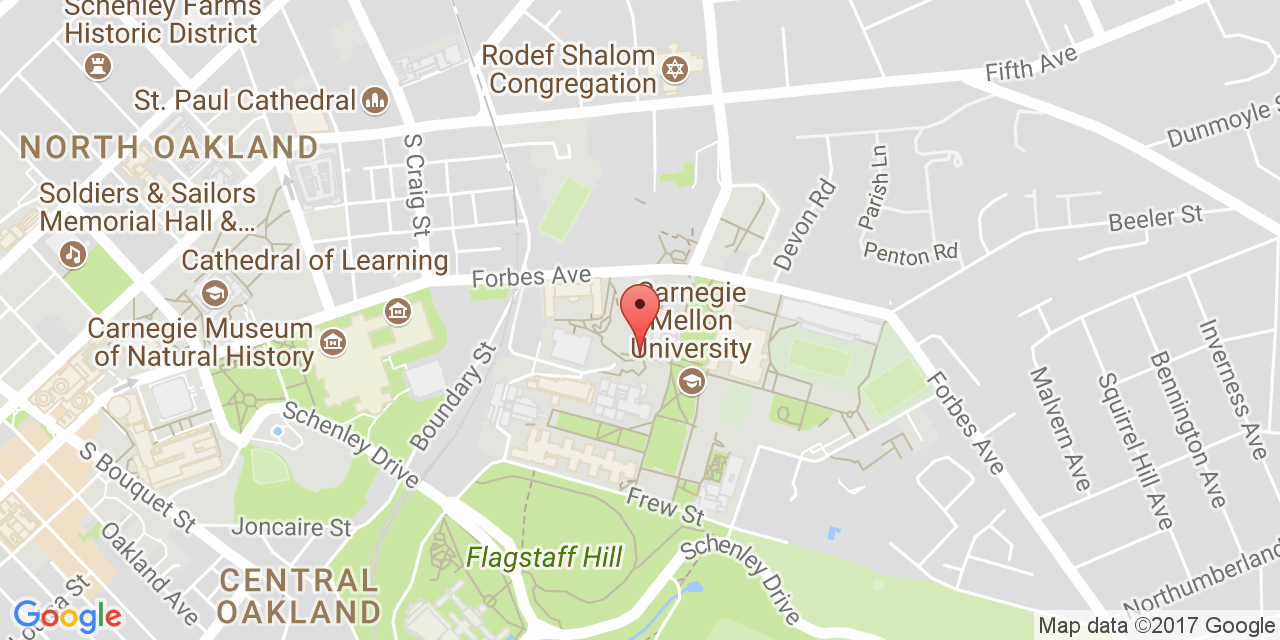 Schenley Farms
Historic District
Rodef Shalom
Congregation
Fifth Ave
St. Paul Cathedral
Dunmoyle S
NORTH OAKLAND
S Craig St
Parish Ln
Soldiers & Sailors
Memorial Hall &...
Devon Rd
Beeler St
Penton Rd
Cathedral of Learning
Forbes Ave
Carnegie
Mellon
University
Carnegie Museum
of Natural History
Boundary St
Inverness Ave
Bennington Ave
Squirrel Hill Ave
Malvern Ave
Forbes Ave
Schenley Drive
S Bouquet St
Frew St
Joncaire St
Oakland Ave
Flagstaff Hill
Schenley Drive
CENTRAL
OAKLAND
Northumberland
Google
Map data ©2017 Google